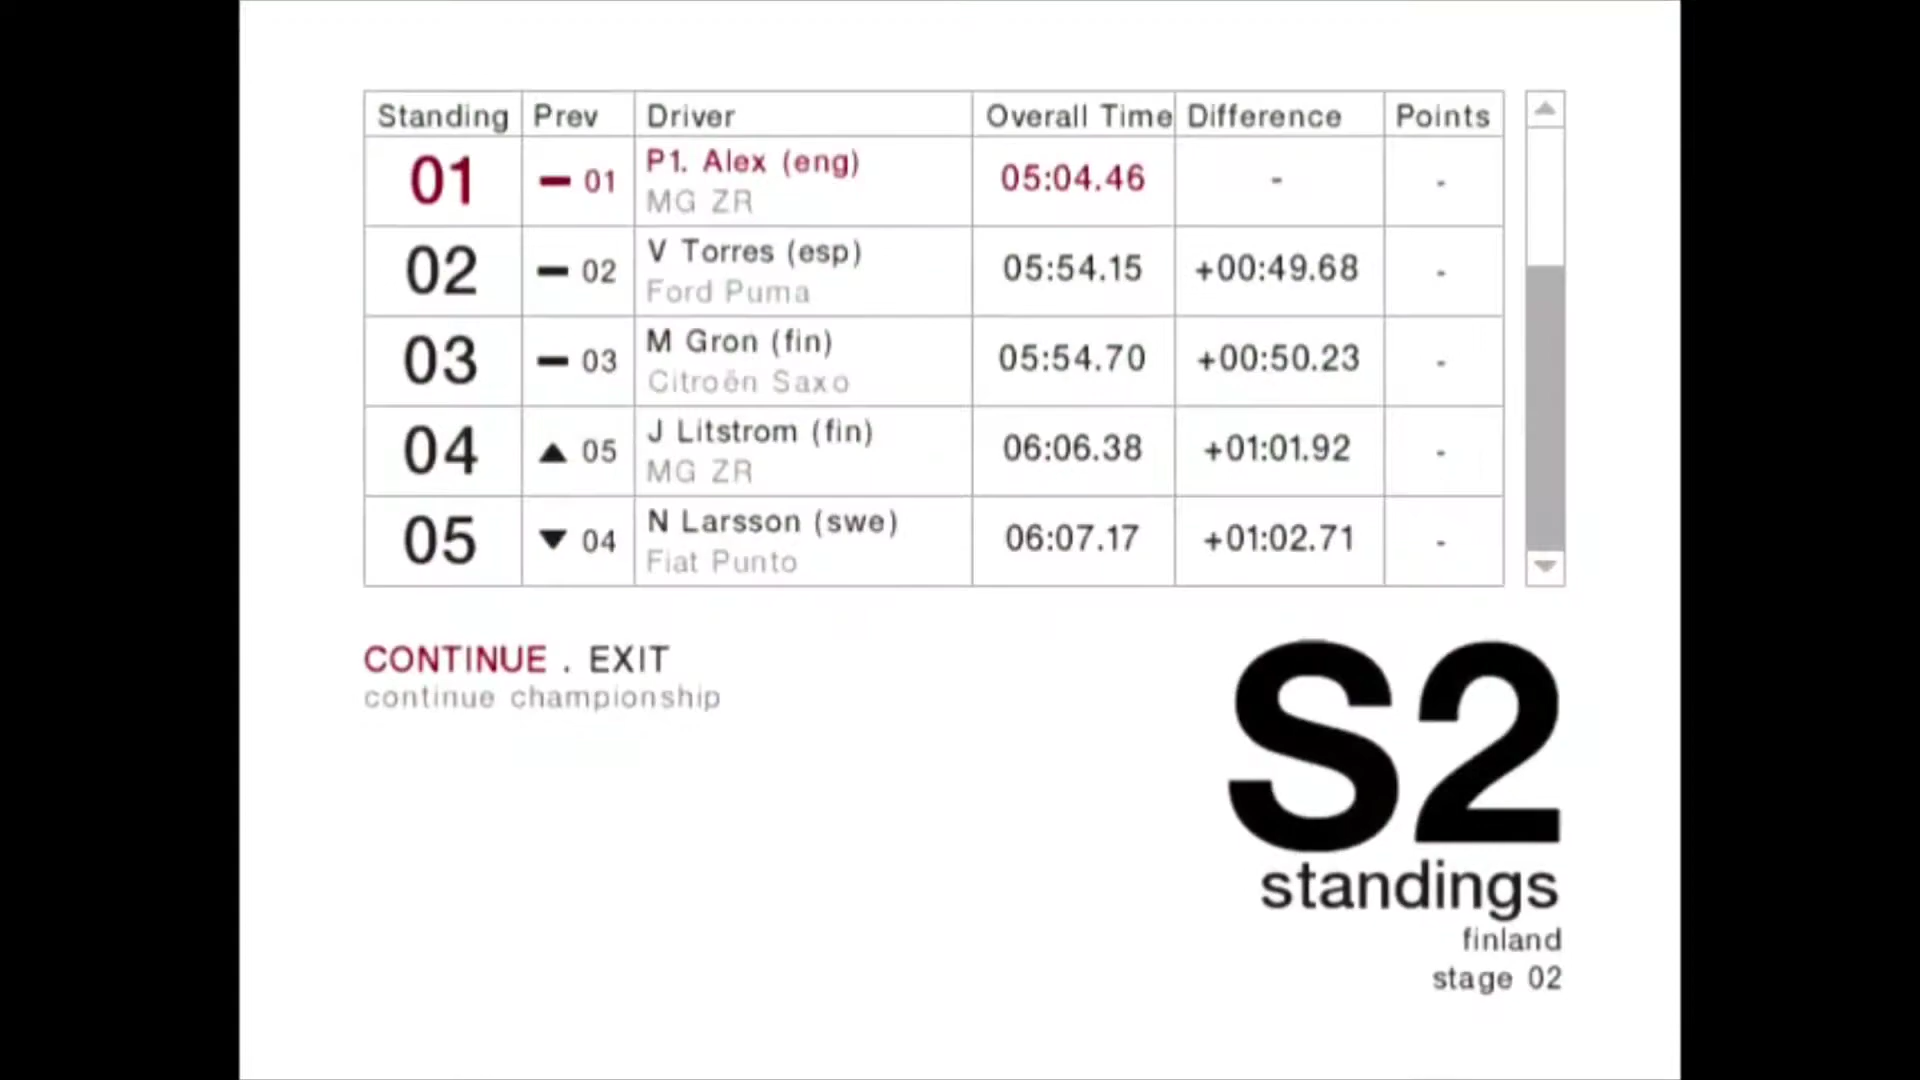 Standing Prev Driver Overall Time Difference Points
01 01 P1. Alex (eng) 05:04.46 - -
MG ZR
02 02 V Torres (esp) 05:54.15 +00:49.68 -
Ford Puma
03 03 M Gron (fin) 05:54.70 +00:50.23 -
Citroën Saxo
04 05 J Litstrom (fin) 06:06.38 +01:01.92 -
MG ZR
05 04 N Larsson (swe) 06:07.17 +01:02.71 -
Fiat Punto
CONTINUE . EXIT
continue championship
S2
standings
finland
stage 02